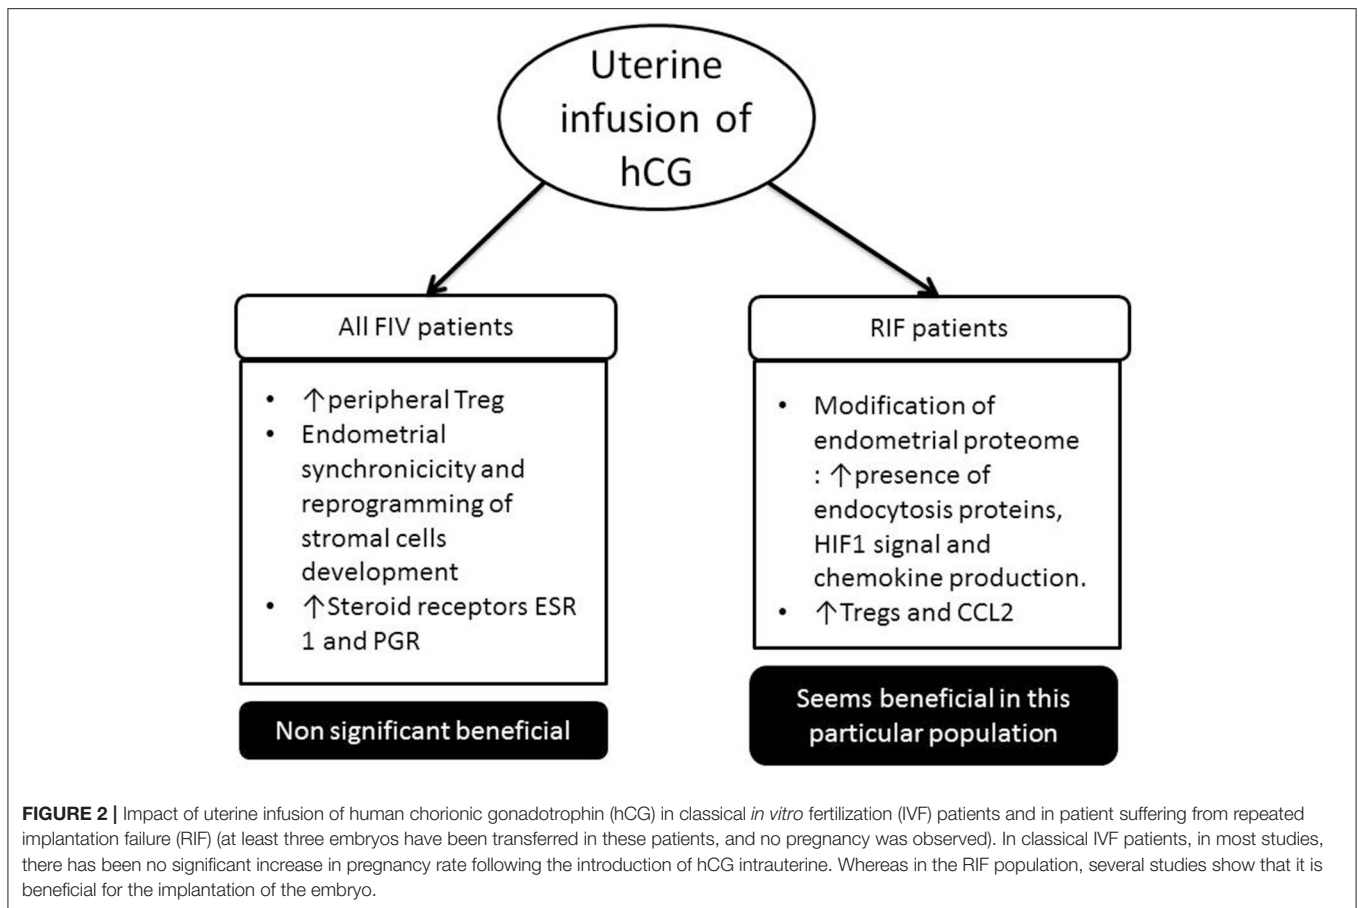 Uterine
infusion of
hCG
All FIV patients
• ↑peripheral Treg
• Endometrial
synchronicicity and
reprogramming of
stromal cells
development
• ↑Steroid receptors ESR
1 and PGR
Non significant beneficial
RIF patients
• Modification of
endometrial proteome
: ↑presence of
endocytosis proteins,
HIF1 signal and
chemokine production.
• ↑Tregs and CCL2
Seems beneficial in this
particular population
FIGURE 2 | Impact of uterine infusion of human chorionic gonadotrophin (hCG) in classical in vitro fertilization (IVF) patients and in patient suffering from repeated
implantation failure (RIF) (at least three embryos have been transferred in these patients, and no pregnancy was observed). In classical IVF patients, in most studies,
there has been no significant increase in pregnancy rate following the introduction of hCG intrauterine. Whereas in the RIF population, several studies show that it is
beneficial for the implantation of the embryo.